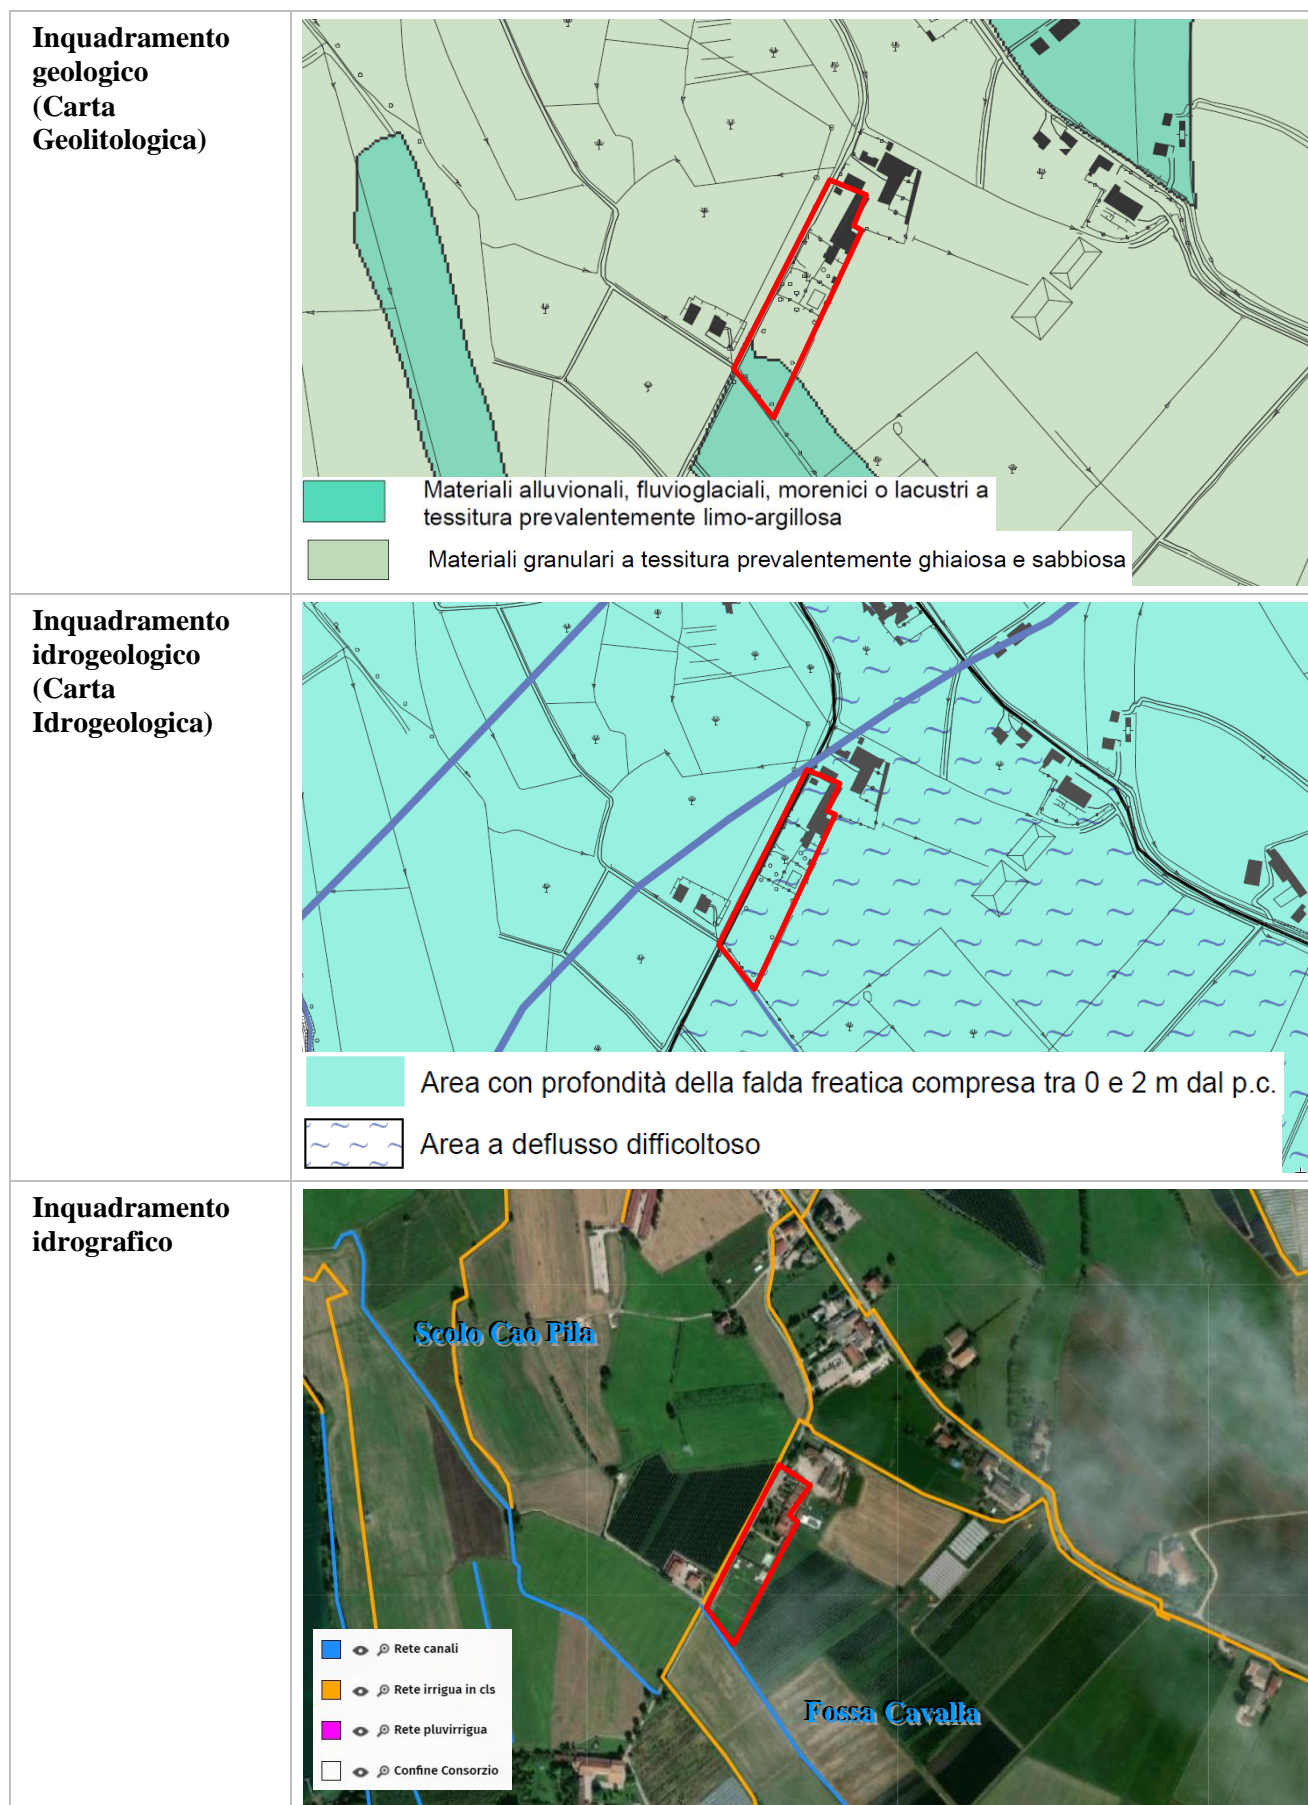 Inquadramento
geologico
(Carta
Geolitologica)
Materiali alluvionali, fluvioglaciali, morenici o lacustri a
tessitura prevalentemente limo-argillosa
Materiali granulari a tessitura prevalentemente ghiaiosa e sabbiosa
Inquadramento
idrogeologico
(Carta
Idrogeologica)
Area con profondità della falda freatica compresa tra 0 e 2 m dal p.c.
Area a deflusso difficoltoso
Inquadramento
idrografico
Scolo Cao Pila
Rete canali
Rete irrigua in cls
Rete pluvirrigua
Confine Consorzio
Fossa Cavalla